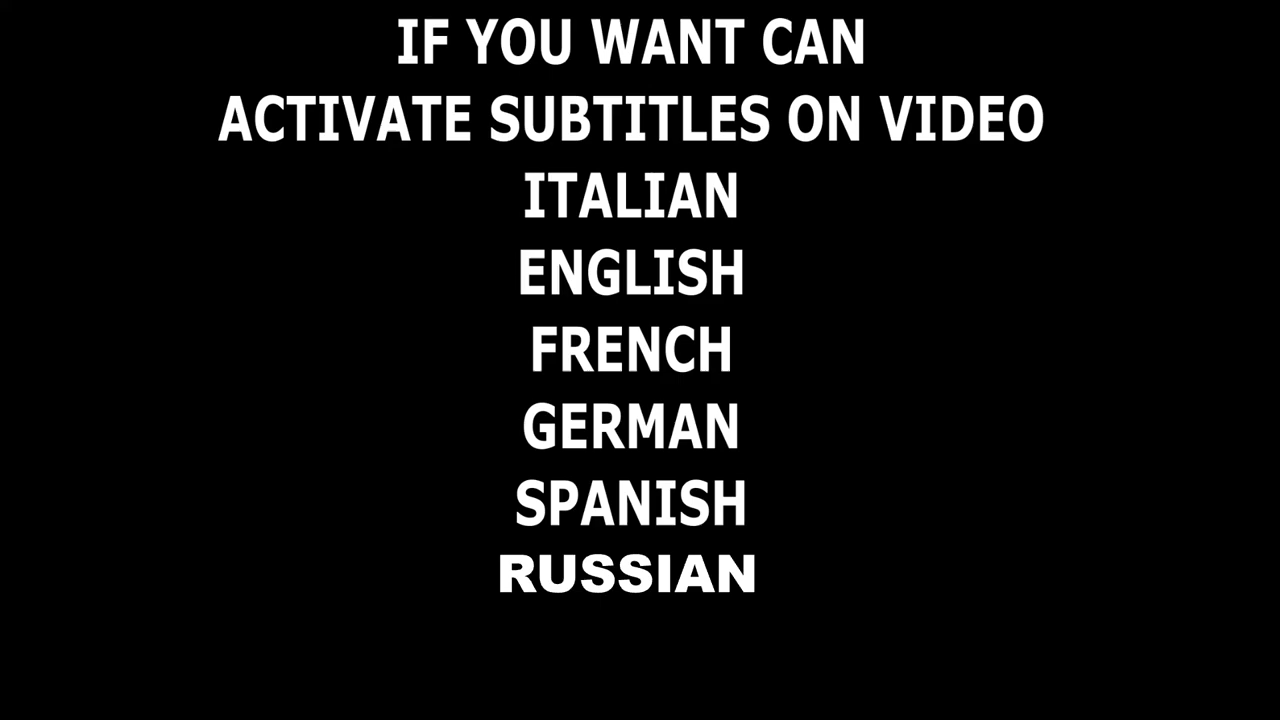 IF YOU WANT CAN
ACTIVATE SUBTITLES ON VIDEO
ITALIAN
ENGLISH
FRENCH
GERMAN
SPANISH
RUSSIAN